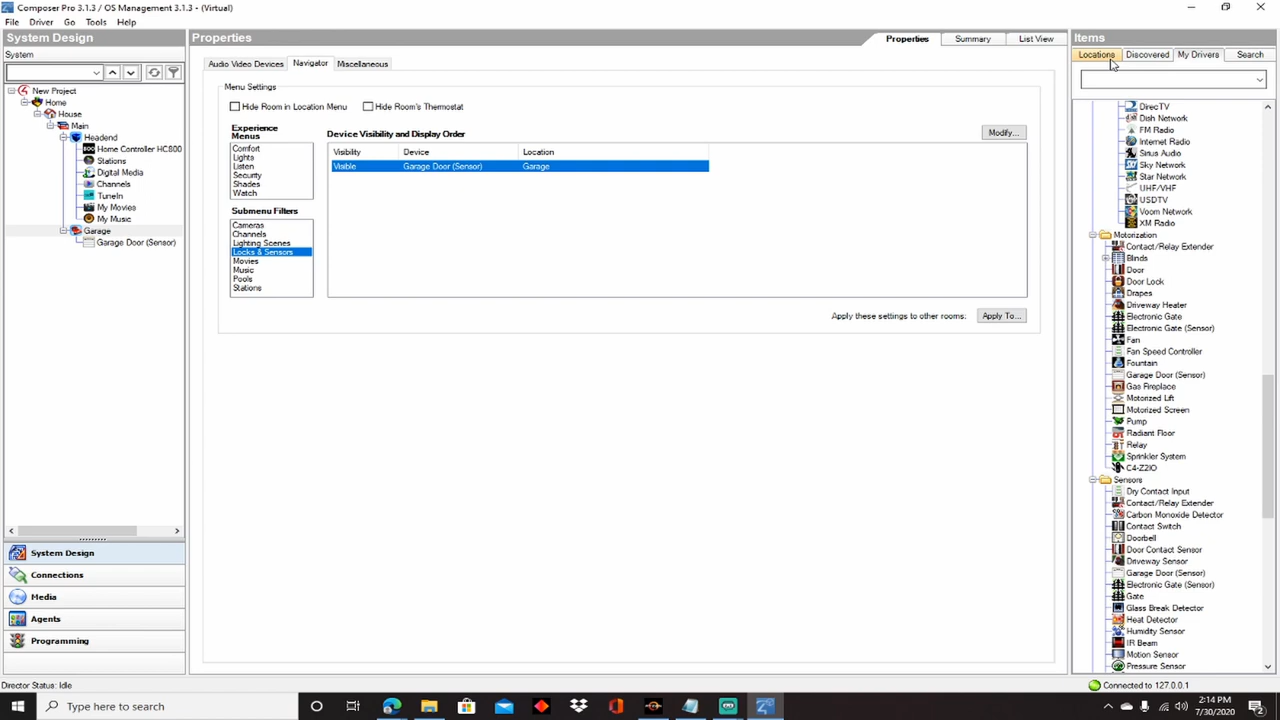 Composer Pro 3.1.3 / OS Management 3.1.3 - (Virtual)
File Driver Go Tools Help
System Design
System
New Project
Home
House
Main
Headend
Home Controller HC800
Stations
Digital Media
Channels
TuneIn
My Movies
My Music
Garage
Garage Door (Sensor)
System Design
Connections
Media
Agents
Programming
Director Status: Idle
Properties
Properties Summary List View
Audio Video Devices Navigator Miscellaneous
Menu Settings
Hide Room in Location Menu Hide Room's Thermostat
Experience
Menus
Comfort
Lights
Listen
Security
Shades
Watch
Submenu Filters
Cameras
Channels
Lighting Scenes
Locks & Sensors
Movies
Music
Pools
Stations
Device Visibility and Display Order
Modify...
Visibility Device Location
Visible Garage Door (Sensor) Garage
Apply these settings to other rooms: Apply To...
Items
Locations Discovered My Drivers Search
DirecTV
Dish Network
FM Radio
Internet Radio
Sirius Audio
Sky Network
Star Network
UHF/VHF
USDTV
Voom Network
XM Radio
Motorization
Contact/Relay Extender
Blinds
Door
Door Lock
Drapes
Driveway Heater
Electronic Gate
Electronic Gate (Sensor)
Fan
Fan Speed Controller
Fountain
Garage Door (Sensor)
Gas Fireplace
Motorized Lift
Motorized Screen
Pump
Radiant Floor
Relay
Sprinkler System
C4-Z2IO
Sensors
Dry Contact Input
Contact/Relay Extender
Carbon Monoxide Detector
Contact Switch
Doorbell
Door Contact Sensor
Driveway Sensor
Garage Door (Sensor)
Electronic Gate (Sensor)
Gate
Glass Break Detector
Heat Detector
Humidity Sensor
IR Beam
Motion Sensor
Pressure Sensor
Connected to 127.0.0.1
Type here to search
2:14 PM
7/30/2020